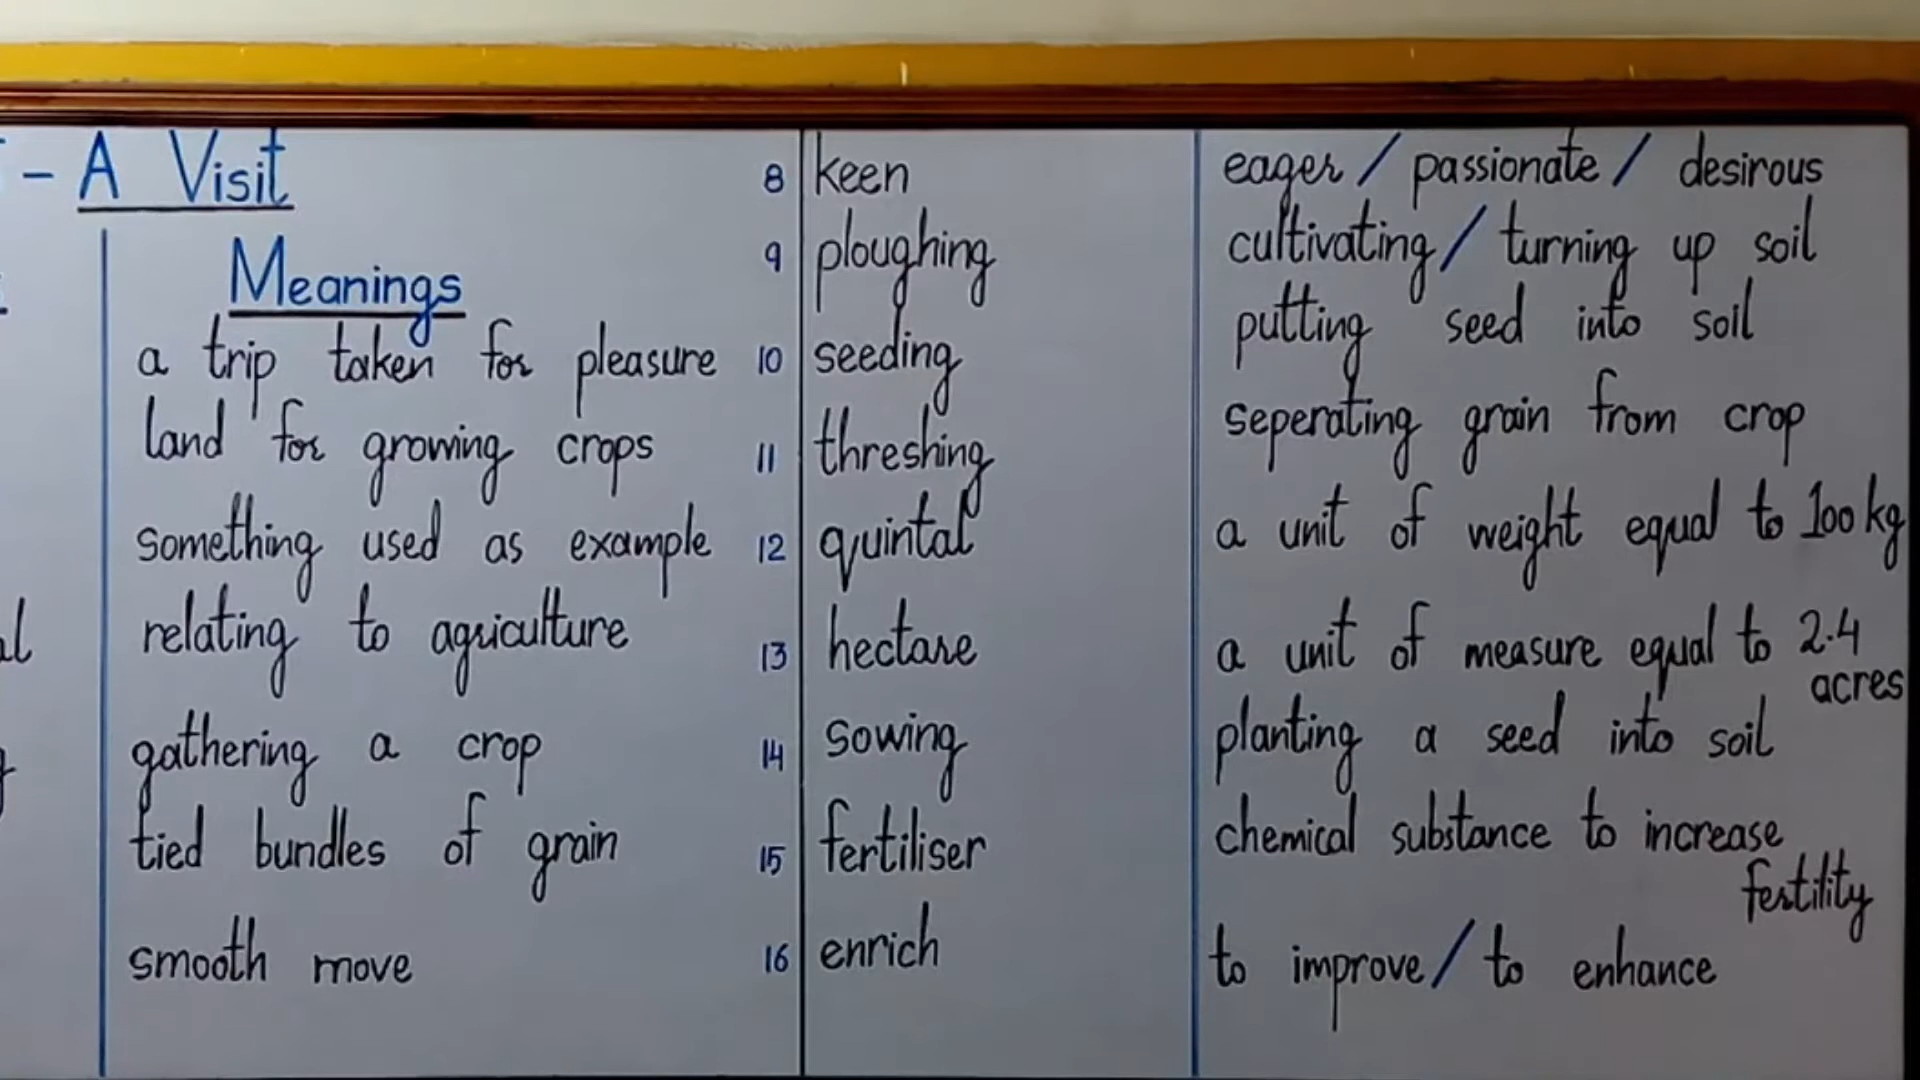 - A Visit
Meanings
a trip taken for pleasure
land for growing crops
something used as example
relating to agriculture
gathering a crop
tied bundles of grain
smooth move
8 keen eager / passionate / desirous
9 ploughing cultivating / turning up soil
10 seeding putting seed into soil
11 threshing seperating grain from crop
12 quintal a unit of weight equal to 100 kg
13 hectare a unit of measure equal to 2.4
acres
14 sowing planting a seed into soil
15 fertiliser chemical substance to increase
fertility
16 enrich to improve / to enhance